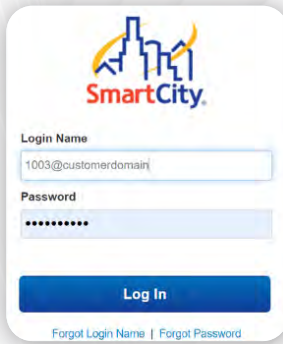 SmartCity®
Login Name
1003@customerdomain
Password
••••••••••
Log In
Forgot Login Name | Forgot Password